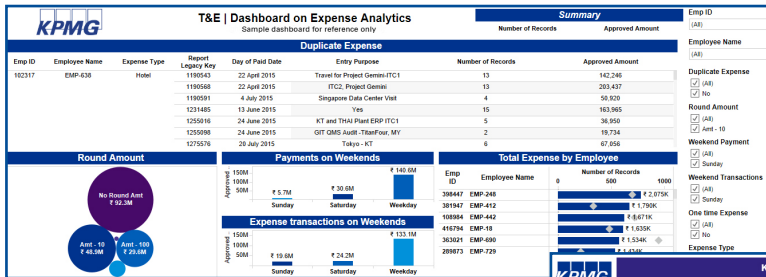 KPMG
T&E | Dashboard on Expense Analytics
Sample dashboard for reference only
Summary
Number of Records Approved Amount
Emp ID
(All)
Employee Name
(All)
Duplicate Expense
(All)
No
Round Amount
(All)
Amt - 10
Weekend Payment
(All)
Sunday
Weekend Transactions
(All)
Sunday
One time Expense
(All)
No
Expense Type
Duplicate Expense
Emp ID Employee Name Expense Type Report Legacy Key Day of Paid Date Entry Purpose Number of Records Approved Amount
102317 EMP-638 Hotel 1190543 22 April 2015 Travel for Project Gemini-ITC1 13 142,246
1190568 22 April 2015 ITC2, Project Gemini 13 203,437
1190591 4 July 2015 Singapore Data Center Visit 4 50,920
1231485 13 June 2015 Yes 15 163,965
1255016 24 June 2015 KT and THAI Plant ERP ITC1 5 36,950
1255098 24 June 2015 GIT QMS Audit -TitanFour, MY 2 19,734
1275576 20 July 2015 Tokyo - KT 6 67,056
Round Amount
No Round Amt
₹ 92.3M
Amt - 10
₹ 48.9M
Amt - 100
₹ 29.6M
Payments on Weekends
Approved
150M
100M
50M
₹ 5.7M ₹ 30.6M ₹ 140.6M
Sunday Saturday Weekday
Expense transactions on Weekends
Approved
150M
100M
50M
₹ 19.6M ₹ 24.2M ₹ 133.1M
Sunday Saturday Weekday
Total Expense by Employee
Emp ID Employee Name Number of Records
0 500 1000
398447 EMP-248 ₹ 2,075K
381947 EMP-412 ₹ 1,790K
108984 EMP-442 ₹ 1,671K
416794 EMP-18 ₹ 1,635K
363021 EMP-690 ₹ 1,534K
289873 EMP-729
KPMG
K